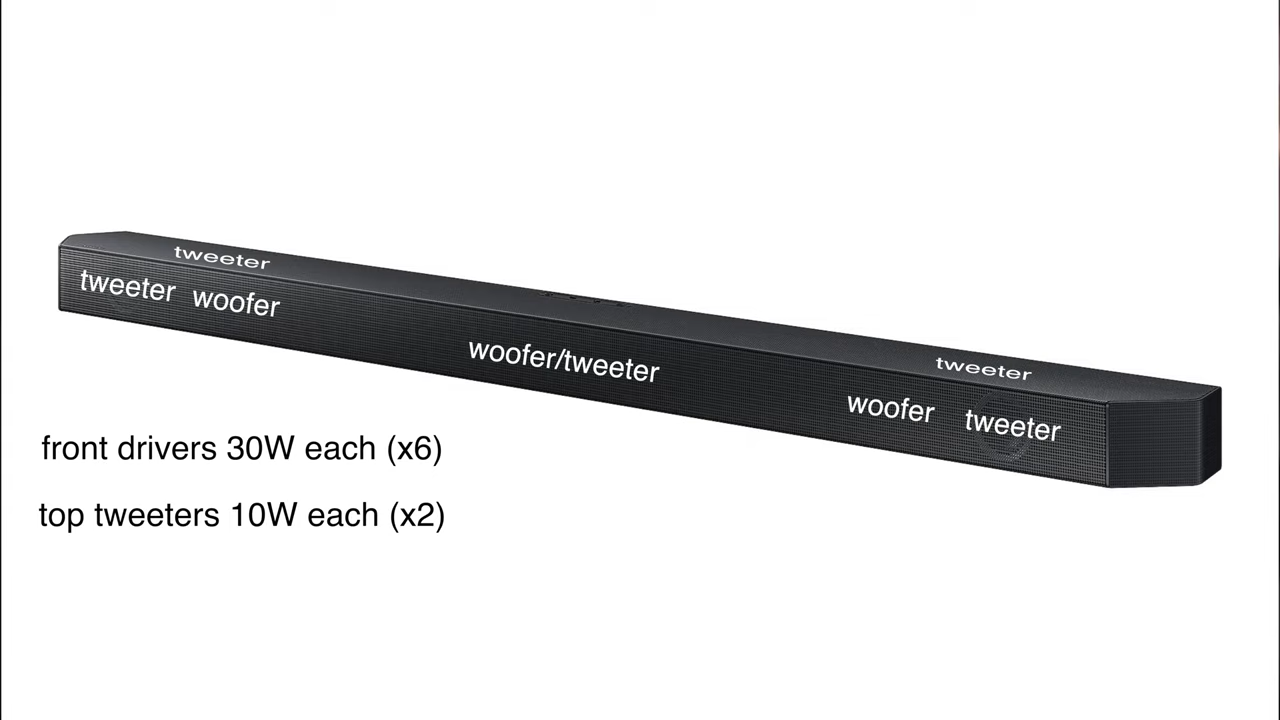 tweeter
tweeter woofer
woofer/tweeter
tweeter
woofer tweeter
front drivers 30W each (x6)
top tweeters 10W each (x2)